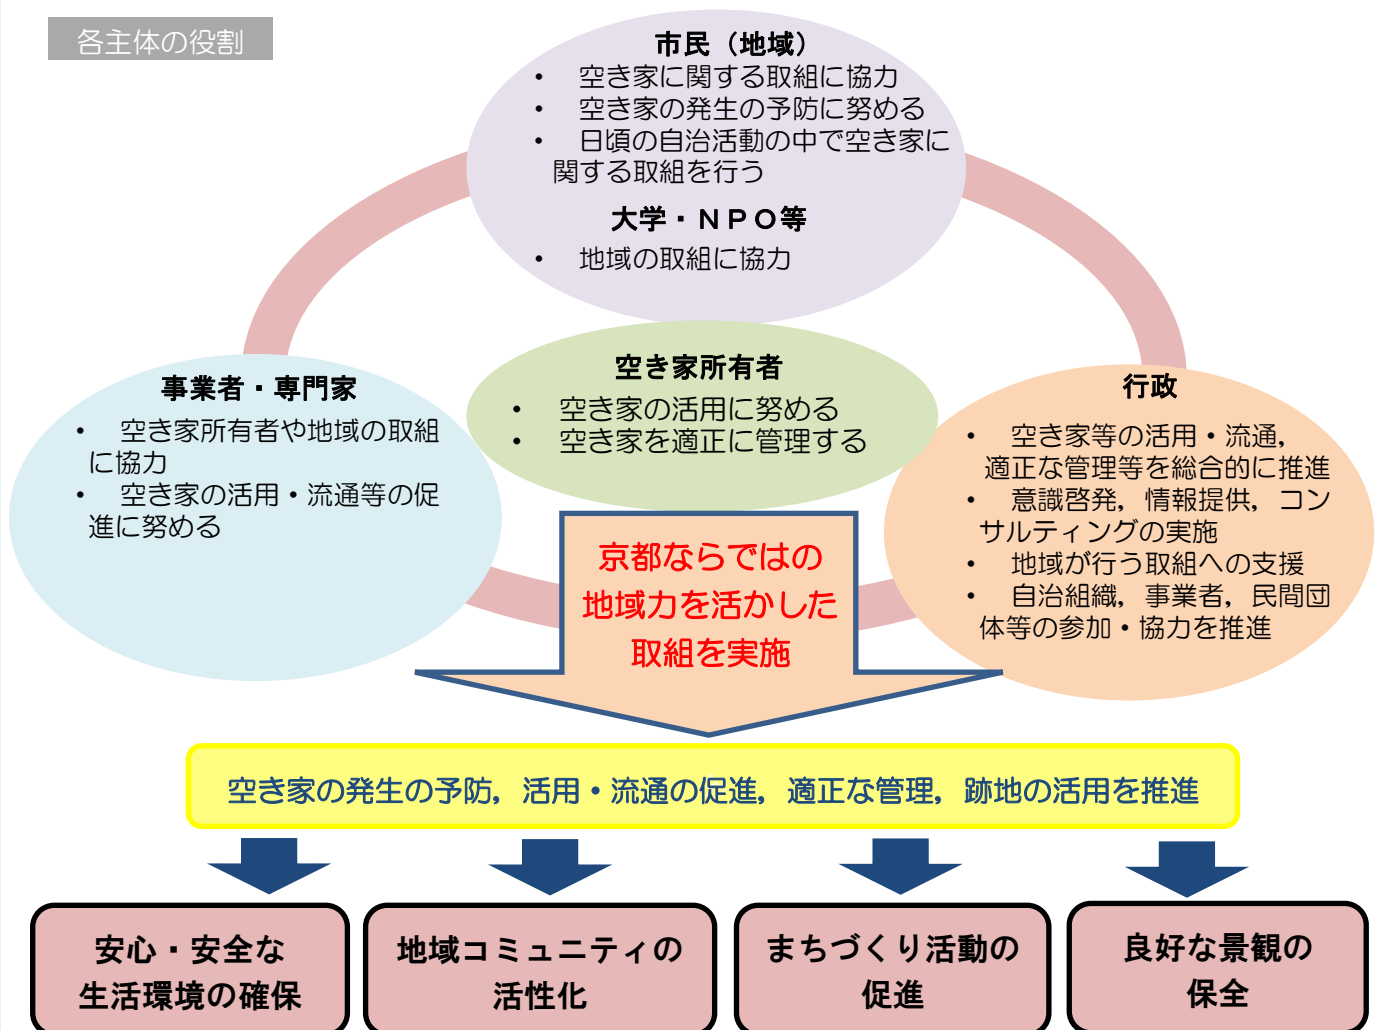 各主体の役割
市民（地域）
• 空き家に関する取組に協力
• 空き家の発生の予防に努める
• 日頃の自治活動の中で空き家に
関する取組を行う
大学・ＮＰＯ等
• 地域の取組に協力
空き家所有者
• 空き家の活用に努める
• 空き家を適正に管理する
事業者・専門家
• 空き家所有者や地域の取組
に協力
• 空き家の活用・流通等の促
進に努める
行政
• 空き家等の活用・流通，
適正な管理等を総合的に推進
• 意識啓発，情報提供，コン
サルティングの実施
• 地域が行う取組への支援
• 自治組織，事業者，民間団
体等の参加・協力を推進
京都ならではの
地域力を活かした
取組を実施
空き家の発生の予防，活用・流通の促進，適正な管理，跡地の活用を推進
安心・安全な
生活環境の確保
地域コミュニティの
活性化
まちづくり活動の
促進
良好な景観の
保全